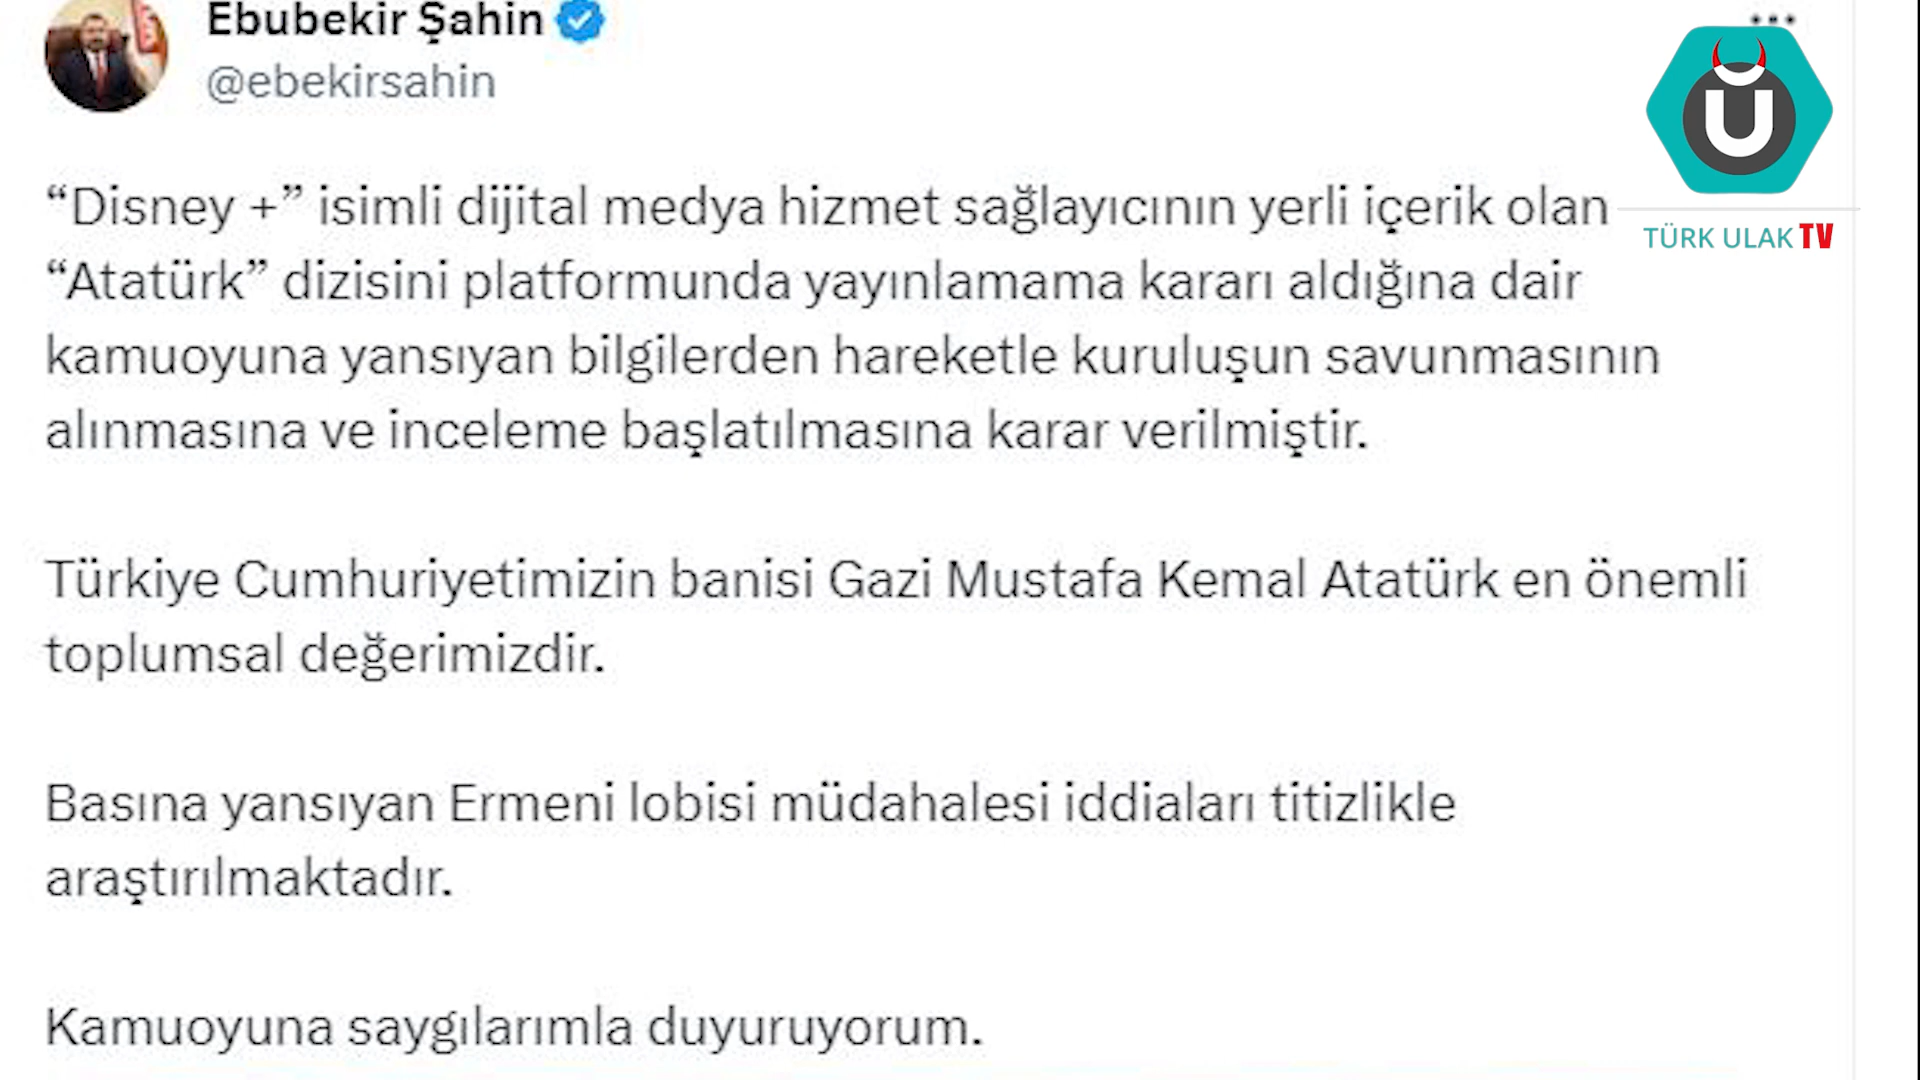 Ebubekir Şahin
@ebekirsahin
“Disney +” isimli dijital medya hizmet sağlayıcının yerli içerik olan
“Atatürk” dizisini platformunda yayınlamama kararı aldığına dair
kamuoyuna yansıyan bilgilerden hareketle kuruluşun savunmasının
alınmasına ve inceleme başlatılmasına karar verilmiştir.
Türkiye Cumhuriyetimizin banisi Gazi Mustafa Kemal Atatürk en önemli
toplumsal değerimizdir.
Basına yansıyan Ermeni lobisi müdahalesi iddiaları titizlikle
araştırılmaktadır.
Kamuoyuna saygılarımla duyuruyorum.
U
TÜRK ULAK TV